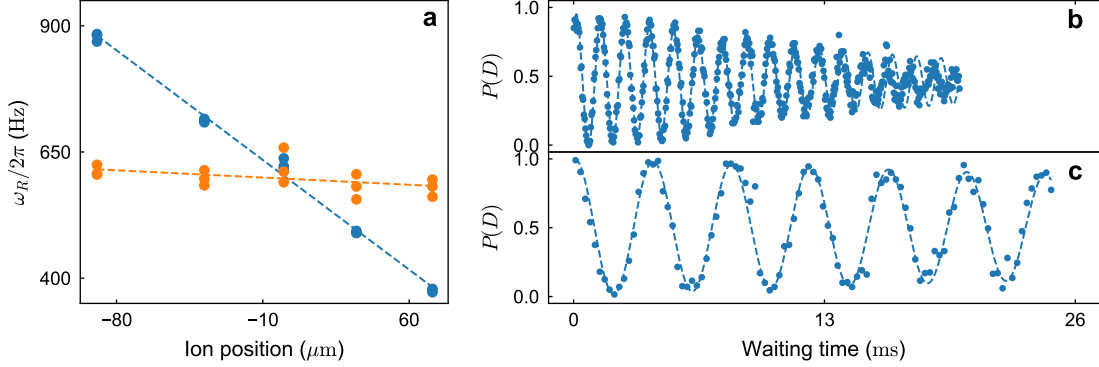 a
900
650
400
ω_R/2π (Hz)
−80
−10
60
Ion position (μm)
b
1.0
0.5
0.0
P(D)
c
1.0
0.5
0.0
P(D)
0
13
26
Waiting time (ms)